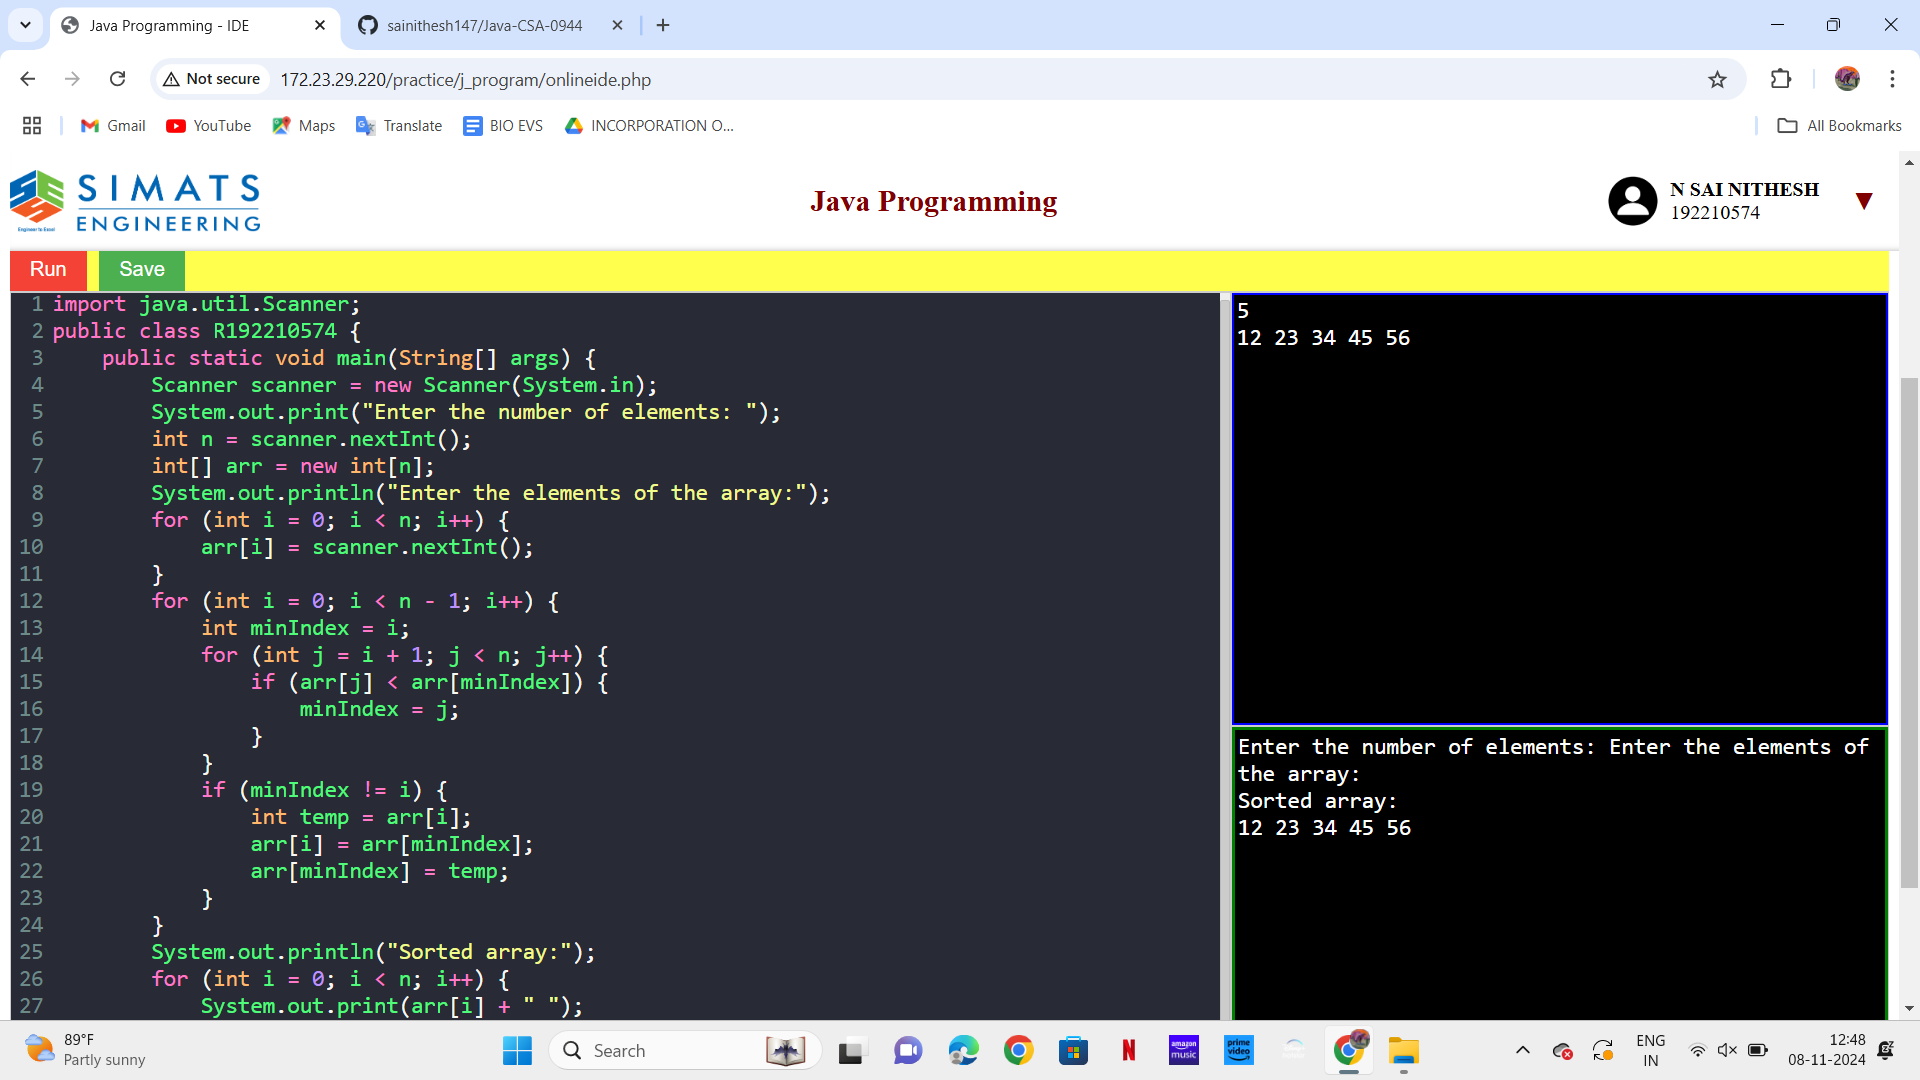 Java Programming - IDE
sainithesh147/Java-CSA-0944
Not secure
172.23.29.220/practice/j_program/onlineide.php
Gmail
YouTube
Maps
Translate
BIO EVS
INCORPORATION O...
All Bookmarks
SIMATS
ENGINEERING
Engineer to Excel
Java Programming
N SAI NITHESH
192210574
Run
Save
1 import java.util.Scanner;
2 public class R192210574 {
3     public static void main(String[] args) {
4         Scanner scanner = new Scanner(System.in);
5         System.out.print("Enter the number of elements: ");
6         int n = scanner.nextInt();
7         int[] arr = new int[n];
8         System.out.println("Enter the elements of the array:");
9         for (int i = 0; i < n; i++) {
10             arr[i] = scanner.nextInt();
11         }
12         for (int i = 0; i < n - 1; i++) {
13             int minIndex = i;
14             for (int j = i + 1; j < n; j++) {
15                 if (arr[j] < arr[minIndex]) {
16                     minIndex = j;
17                 }
18             }
19             if (minIndex != i) {
20                 int temp = arr[i];
21                 arr[i] = arr[minIndex];
22                 arr[minIndex] = temp;
23             }
24         }
25         System.out.println("Sorted array:");
26         for (int i = 0; i < n; i++) {
27             System.out.print(arr[i] + " ");
5
12 23 34 45 56
Enter the number of elements: Enter the elements of
the array:
Sorted array:
12 23 34 45 56
89°F
Partly sunny
Search
amazon
music
prime
video
ENG
IN
12:48
08-11-2024